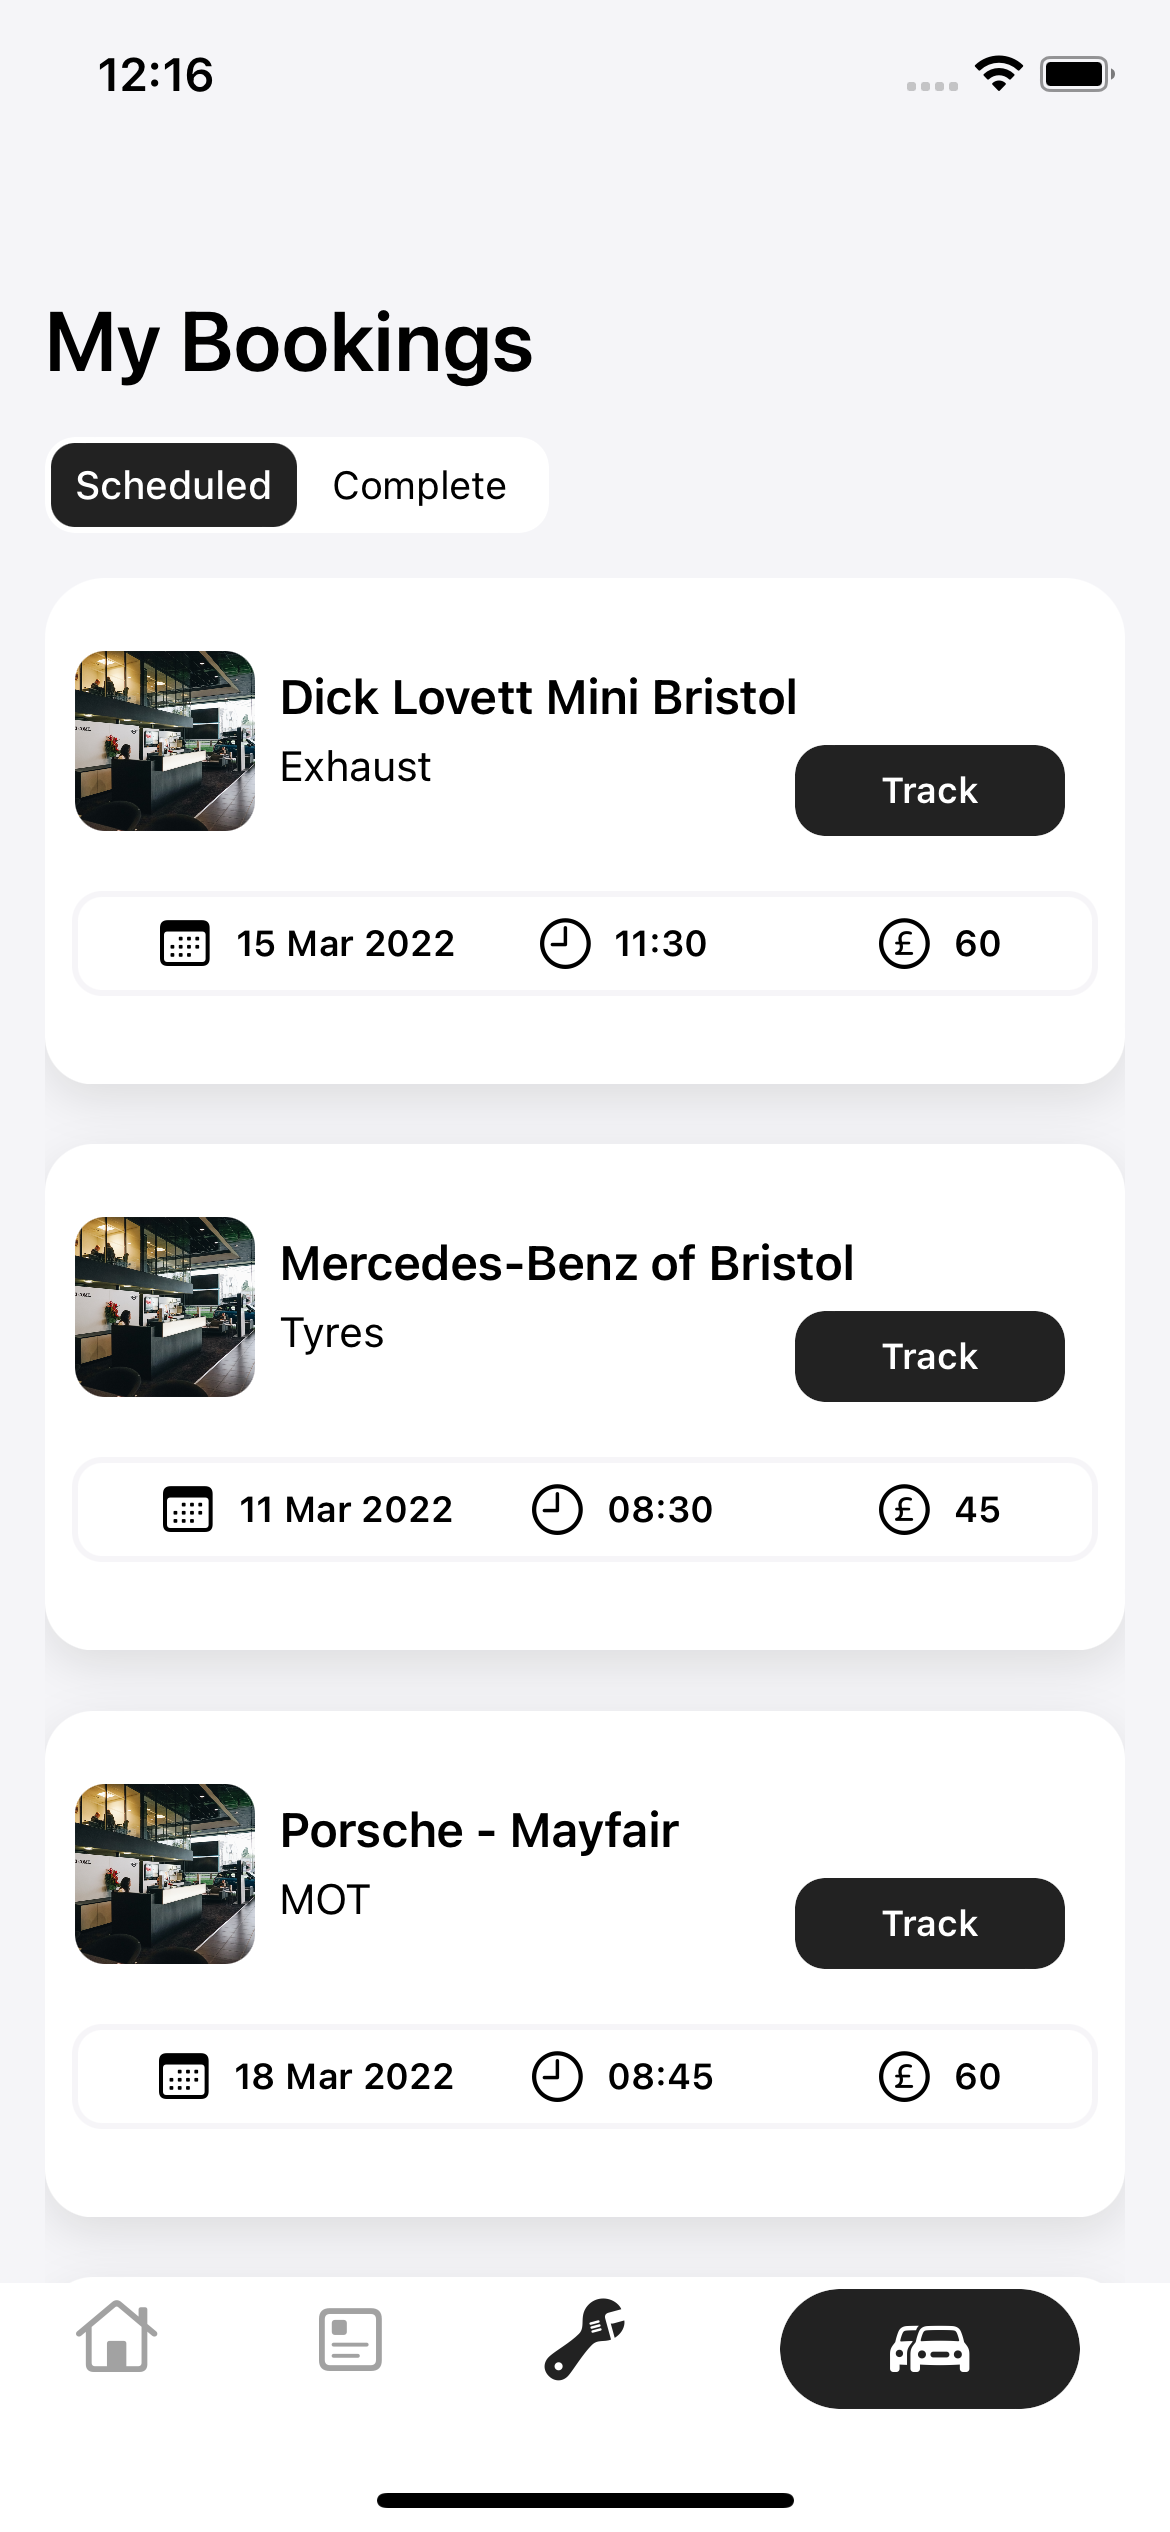 12:16
My Bookings
Scheduled
Complete
Dick Lovett Mini Bristol
Exhaust
Track
15 Mar 2022
11:30
£ 60
Mercedes-Benz of Bristol
Tyres
Track
11 Mar 2022
08:30
£ 45
Porsche - Mayfair
MOT
Track
18 Mar 2022
08:45
£ 60